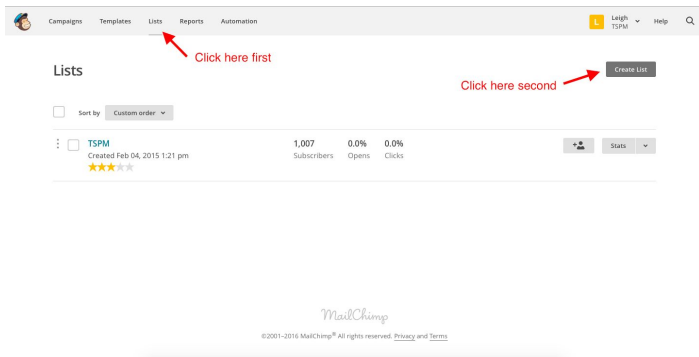 Campaigns Templates Lists Reports Automation L Leigh TSPM Help
Click here first
Lists
Create List
Click here second
Sort by Custom order
TSPM 1,007 0.0% 0.0% Stats
Created Feb 04, 2015 1:21 pm Subscribers Opens Clicks
MailChimp
©2001–2016 MailChimp® All rights reserved. Privacy and Terms